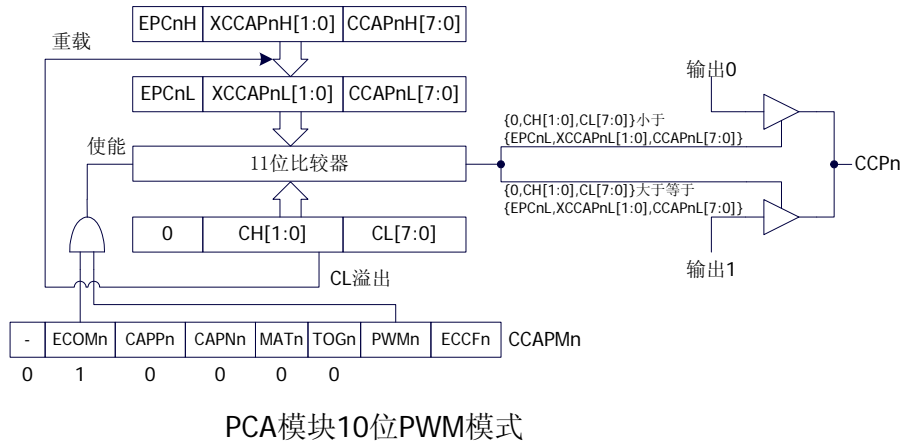 EPCnH XCCAPnH[1:0] CCAPnH[7:0]
重载
EPCnL XCCAPnL[1:0] CCAPnL[7:0]
输出0
{0,CH[1:0],CL[7:0]}小于
{EPCnL,XCCAPnL[1:0],CCAPnL[7:0]}
使能
11位比较器
CCPn
{0,CH[1:0],CL[7:0]}大于等于
{EPCnL,XCCAPnL[1:0],CCAPnL[7:0]}
0 CH[1:0] CL[7:0]
输出1
CL溢出
- ECOMn CAPPn CAPNn MATn TOGn PWMn ECCFn CCAPMn
0 1 0 0 0 0
PCA模块10位PWM模式